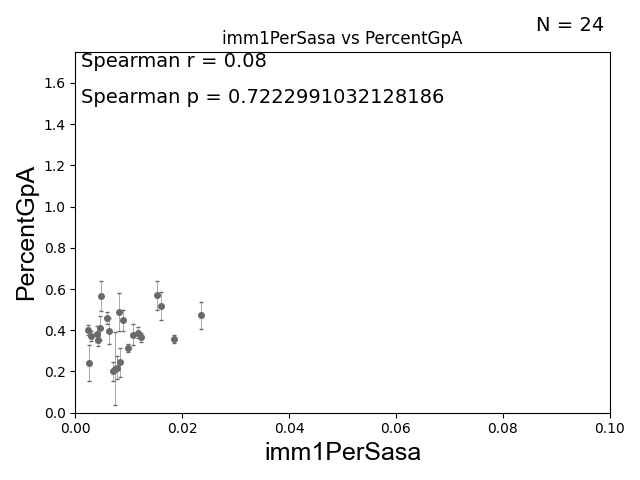 N = 24
imm1PerSasa vs PercentGpA
Spearman r = 0.08
Spearman p = 0.7222991032128186
PercentGpA
1.6
1.4
1.2
1.0
0.8
0.6
0.4
0.2
0.0
0.00 0.02 0.04 0.06 0.08 0.10
imm1PerSasa